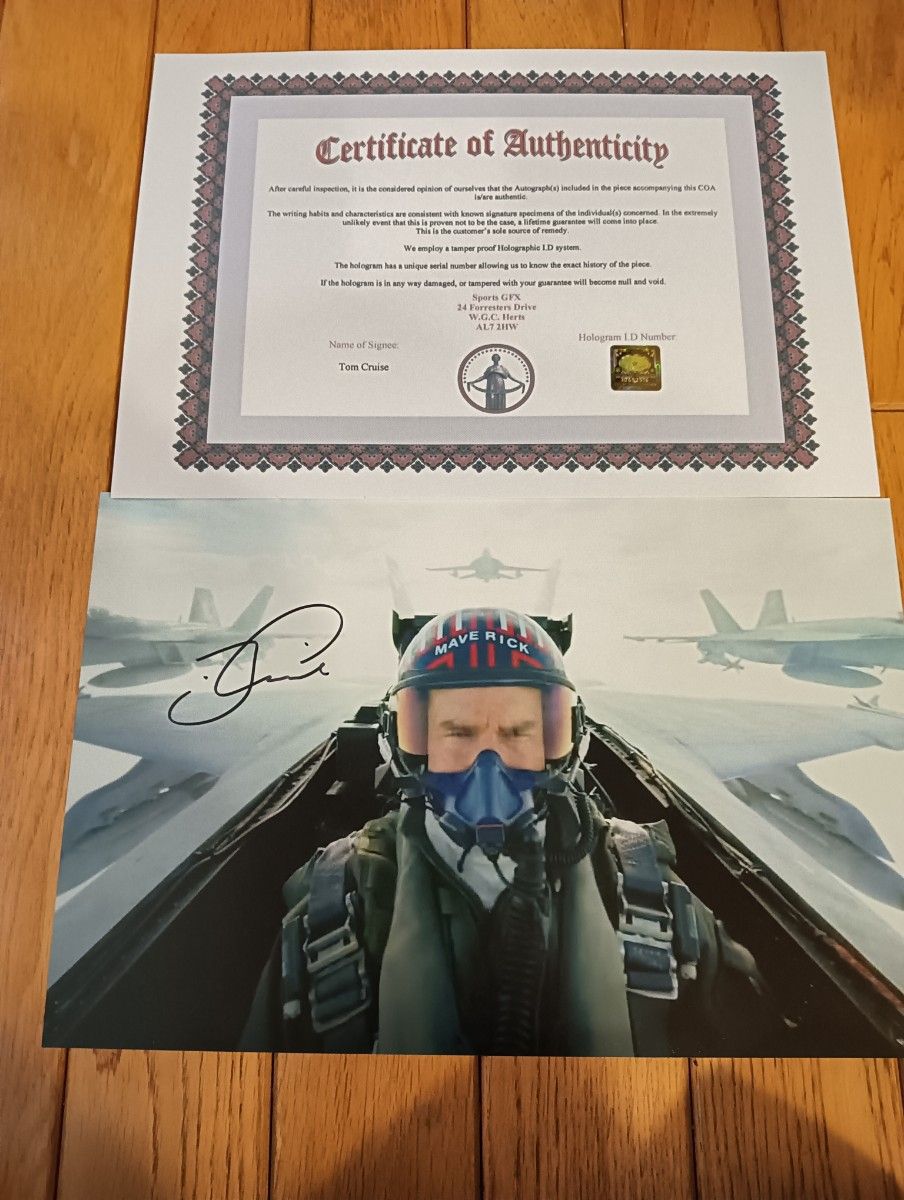 Certificate of Authenticity
After careful inspection, it is the considered opinion of ourselves that the Autograph(s) included in the piece accompanying this COA
is/are authentic.
The writing habits and characteristics are consistent with known signature specimens of the individual(s) concerned. In the extremely
unlikely event that this is proven not to be the case, a lifetime guarantee will come into place.
This is the customer's sole source of remedy.
We employ a tamper proof Holographic I.D system.
The hologram has a unique serial number allowing us to know the exact history of the piece.
If the hologram is in any way damaged, or tampered with your guarantee will become null and void.
Sports GFX
24 Forresters Drive
W.G.C. Herts
AL7 2HW
Name of Signee:
Hologram I.D Number:
Tom Cruise
MAVERICK